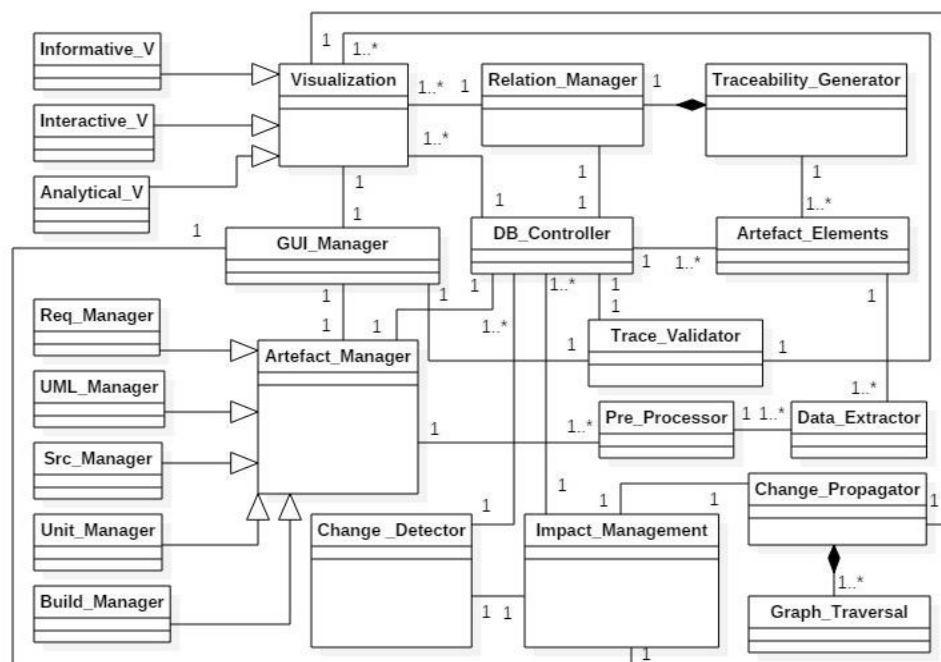 1
1..*
Informative_V
Visualization
Relation_Manager
Traceability_Generator
1..*
1
1
Interactive_V
1..*
1
Analytical_V
1
1
1..*
1
1
1
1
GUI_Manager
DB_Controller
Artefact_Elements
1
1..*
1
1
1..*
1
1
1
Req_Manager
1
1
1..*
1
1
1
Artefact_Manager
Trace_Validator
UML_Manager
1..*
1
1..*
1
1..*
Pre_Processor
Data_Extractor
Src_Manager
1
1
Change_Propagator
1
1
Unit_Manager
Change _Detector
Impact_Management
1..*
Build_Manager
1
1
Graph_Traversal
1